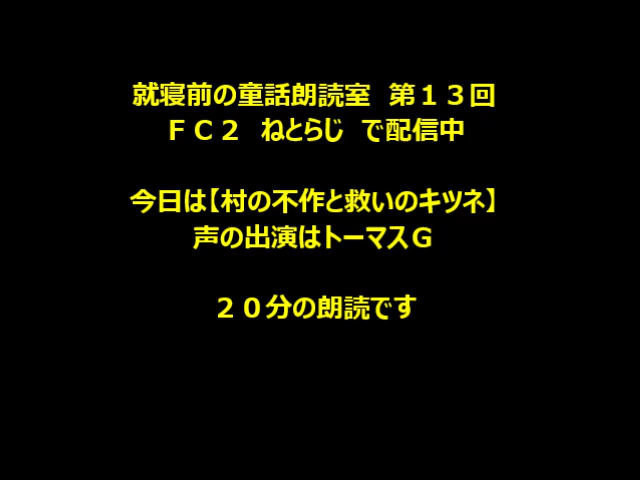 就寝前の童話朗読室　第１３回
ＦＣ２　ねとらじ　で配信中
今日は【村の不作と救いのキツネ】
声の出演はトーマスＧ
２０分の朗読です